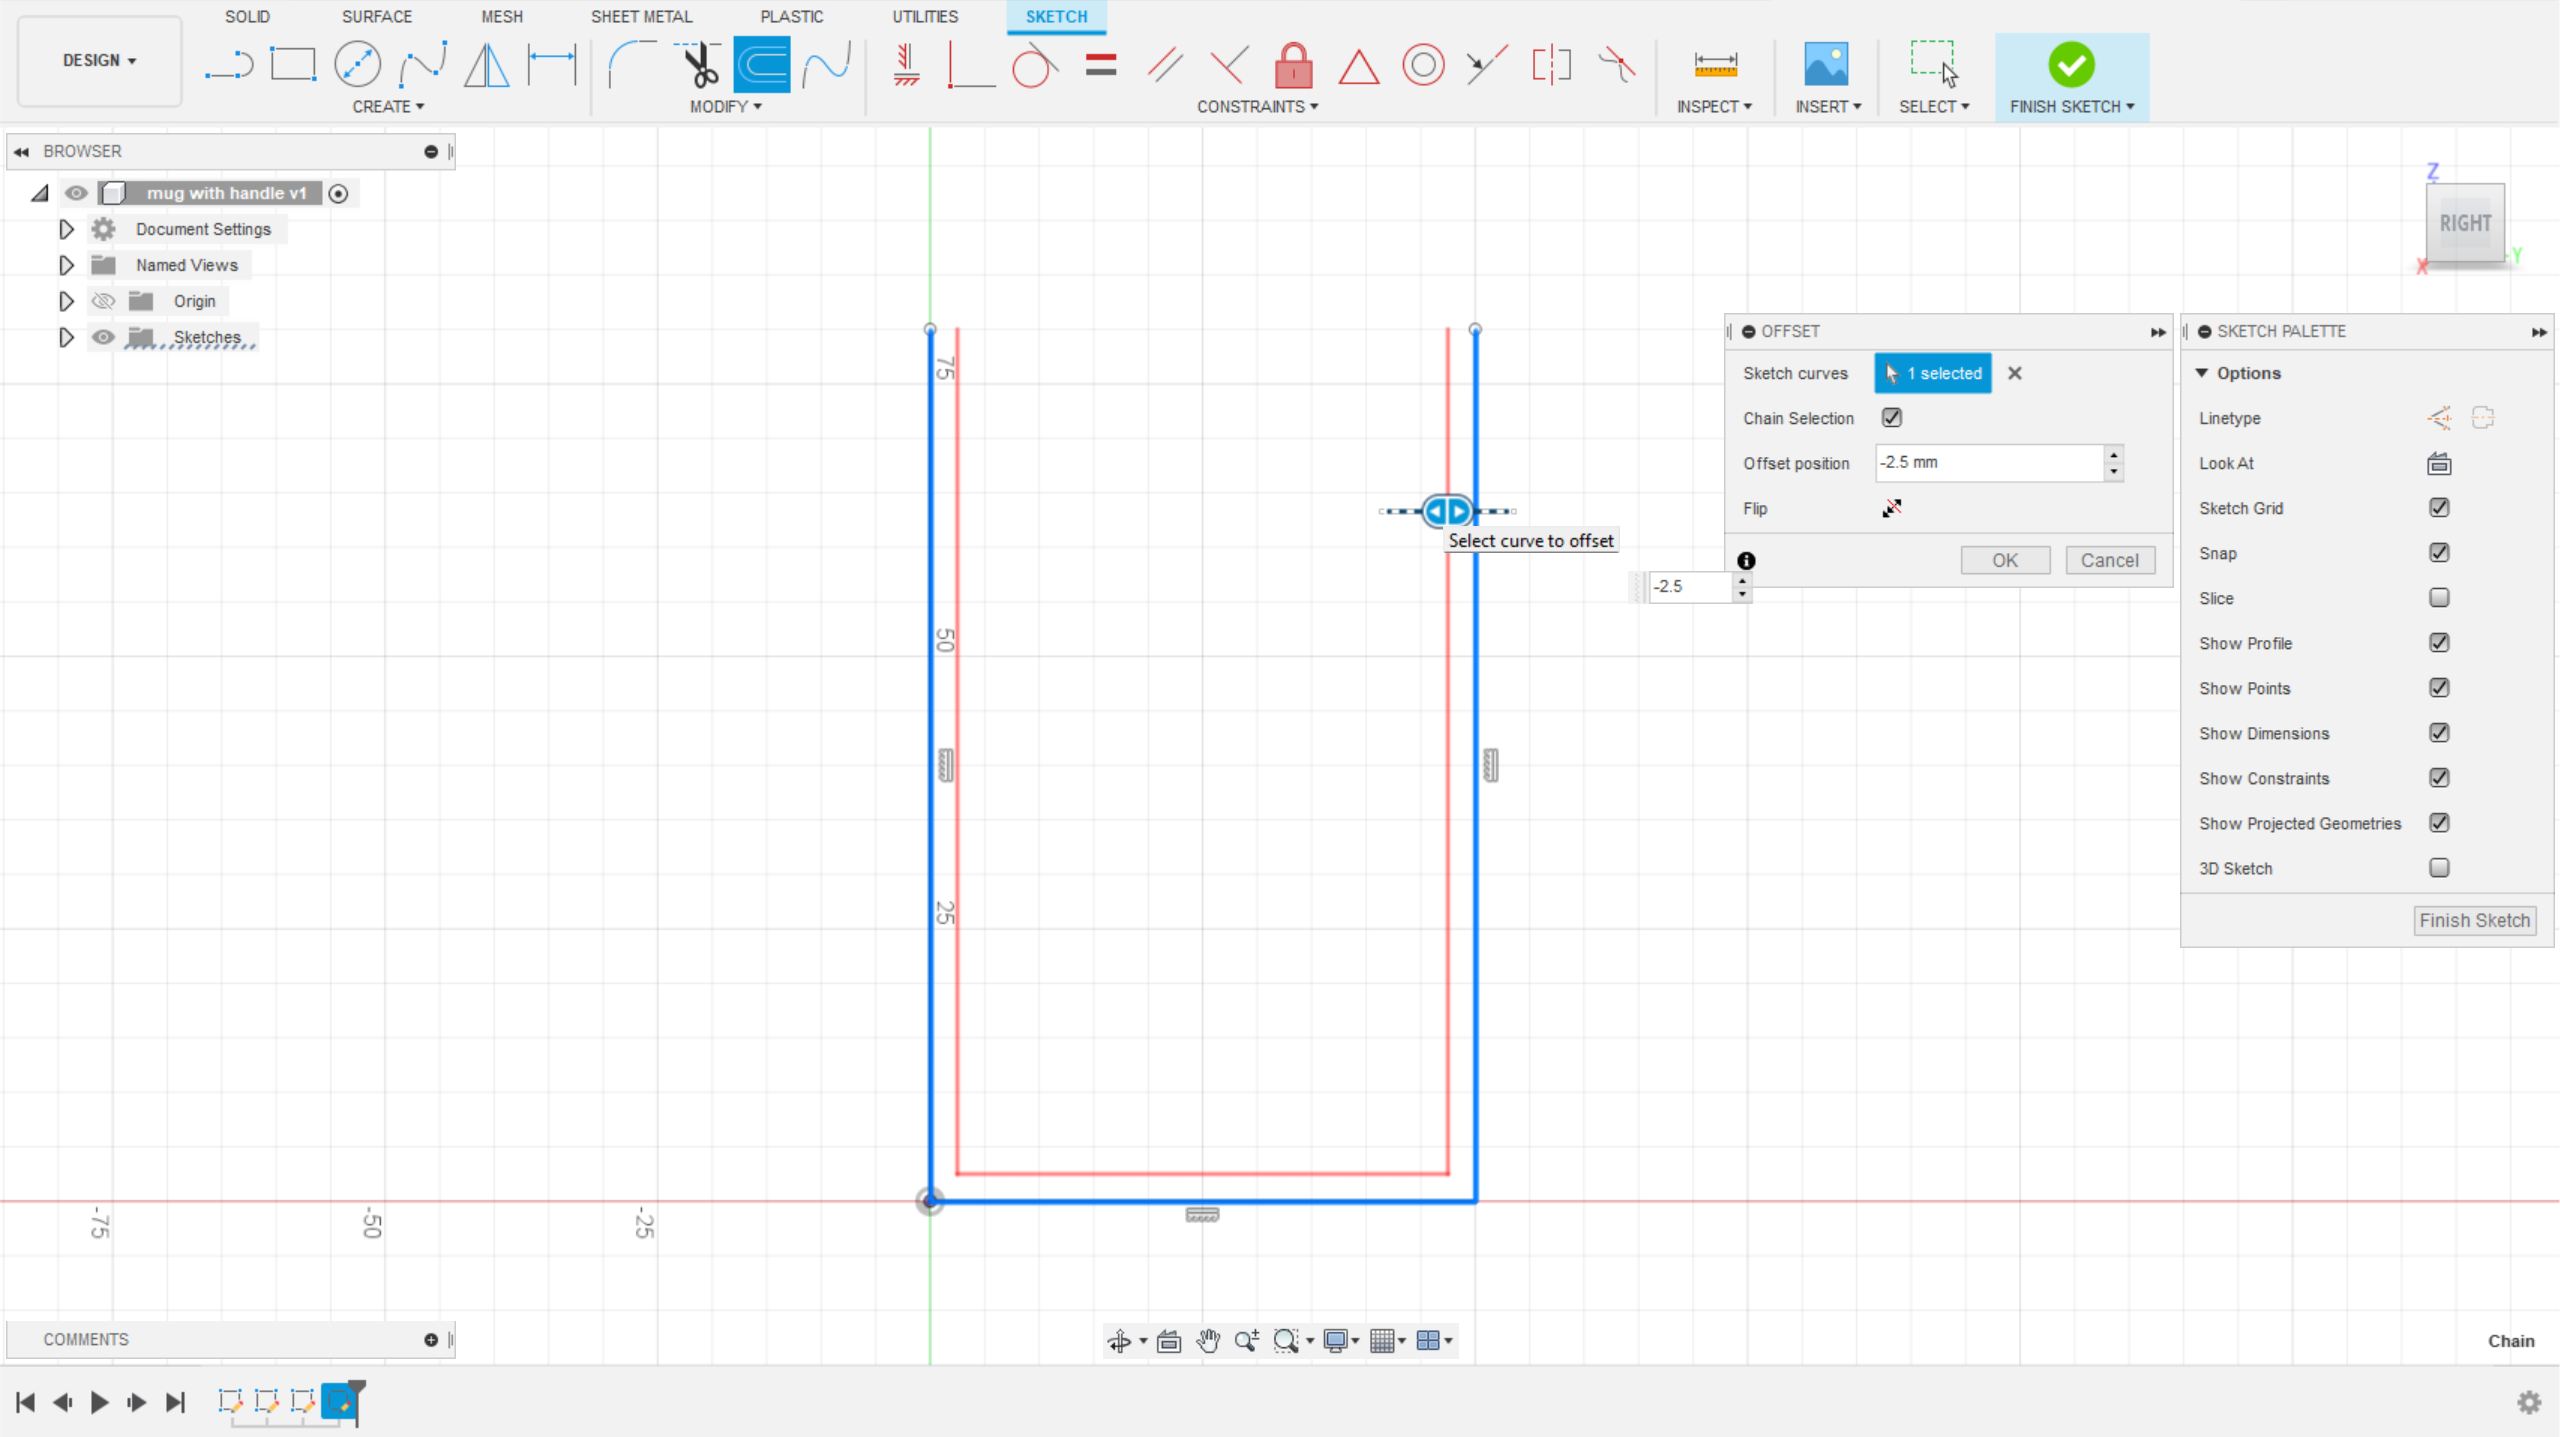 SOLID SURFACE MESH SHEET METAL PLASTIC UTILITIES SKETCH
DESIGN
CREATE MODIFY CONSTRAINTS INSPECT INSERT SELECT FINISH SKETCH
BROWSER
mug with handle v1
Document Settings
Named Views
Origin
Sketches
Z
RIGHT
X
Y
OFFSET
Sketch curves 1 selected
Chain Selection
Offset position -2.5 mm
Flip
OK Cancel
SKETCH PALETTE
Options
Linetype
Look At
Sketch Grid
Snap
Slice
Show Profile
Show Points
Show Dimensions
Show Constraints
Show Projected Geometries
3D Sketch
Finish Sketch
Select curve to offset
-2.5
75
50
25
-75
-50
-25
COMMENTS
Chain